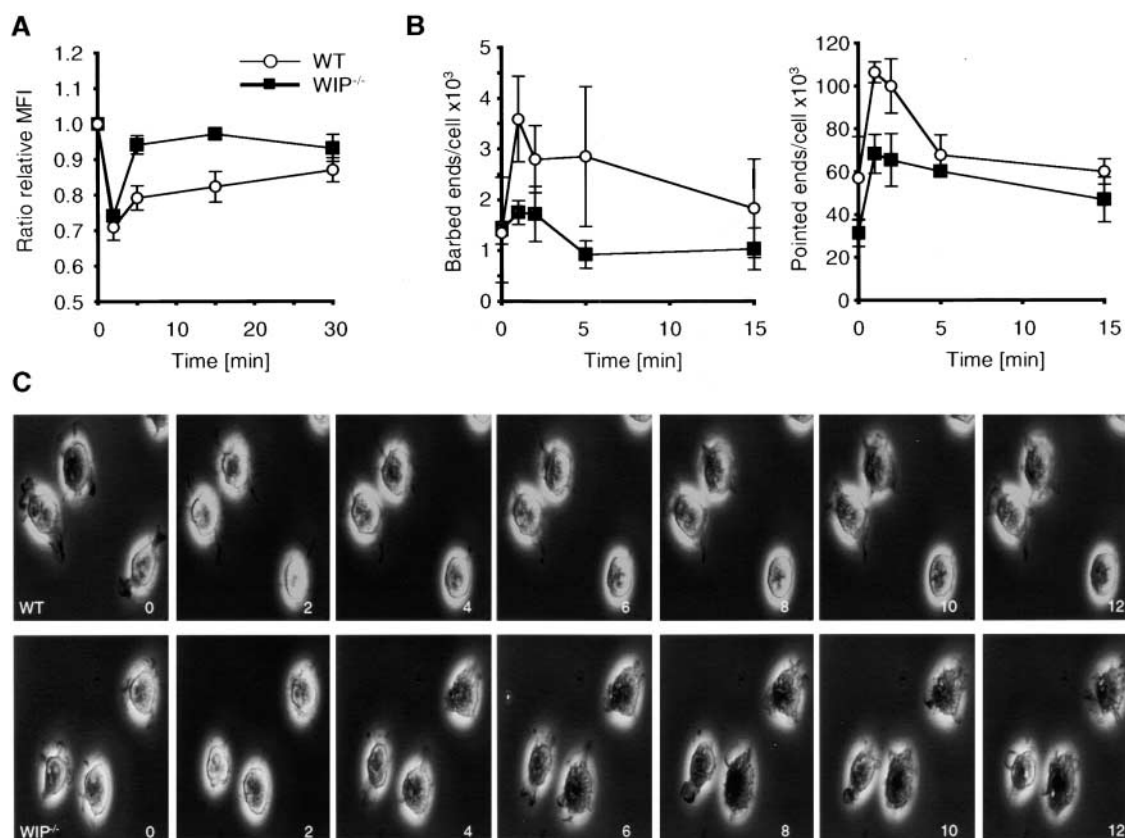 A
Ratio relative MFI
1.2
1.1
1.0
0.9
0.8
0.7
0.6
0.5
0 10 20 30
Time [min]
WT
WIP-/-
B
Barbed ends/cell x10³
5
4
3
2
1
0
0 5 10 15
Time [min]
Pointed ends/cell x10³
120
100
80
60
40
20
0
0 5 10 15
Time [min]
C
WT 0 2 4 6 8 10 12
WIP-/- 0 2 4 6 8 10 12